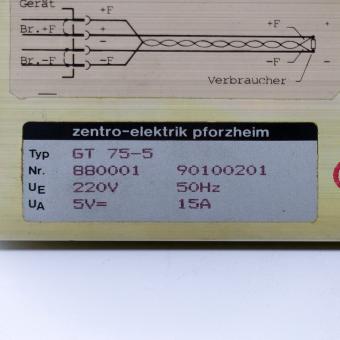 Gerät
+F +F +
Br.+F +
- -
Br.-F -F -F -
Verbraucher
zentro-elektrik pforzheim
Typ GT 75-5
Nr. 880001 90100201
UE 220V 50Hz
UA 5V= 15A